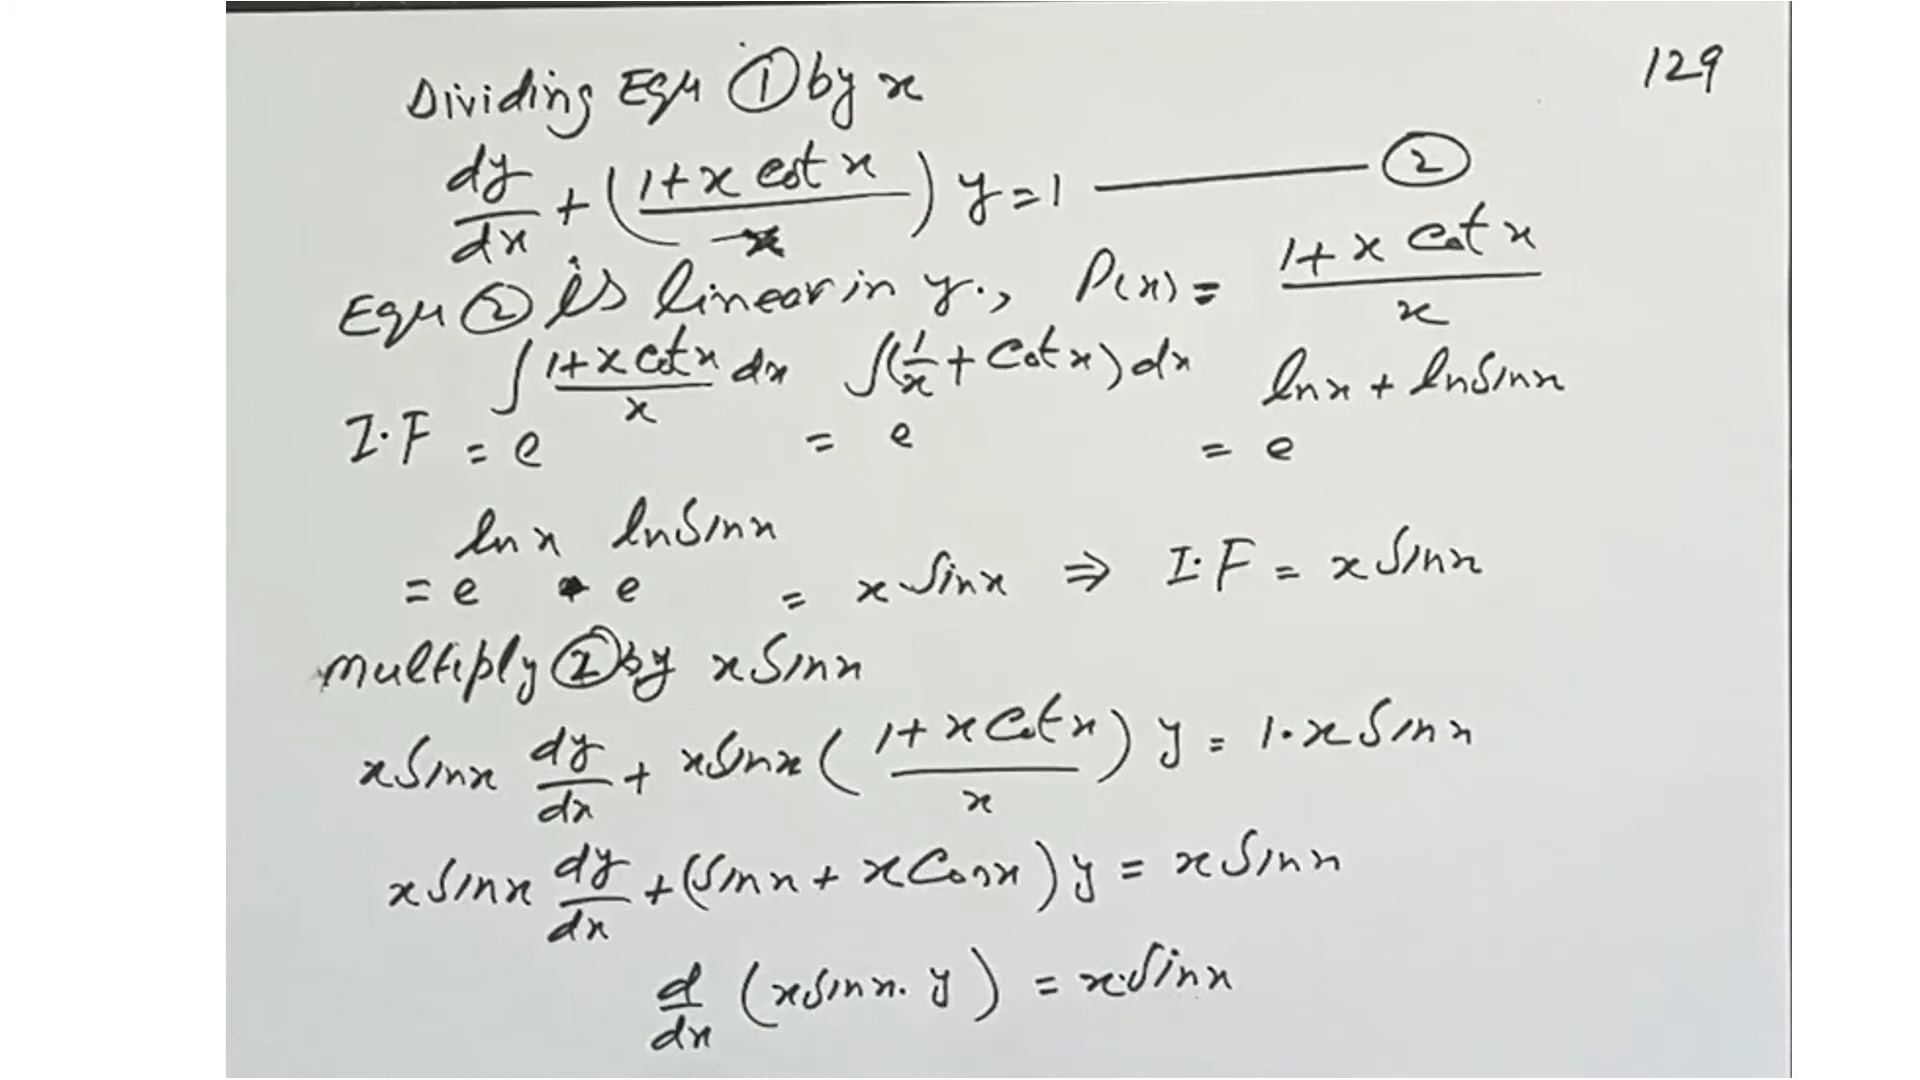 129
Dividing Equ ① by x
dy/dx + (1+x Cot x / x) y = 1 ——— ②
Equ ② is linear in y., P(x) = 1+x Cot x / x
I.F = e^∫ 1+x Cot x / x dx = e^∫(1/x + Cot x) dx = e^ln x + ln Sin x
= e^ln x • e^ln Sin x = x Sin x ⇒ I.F = x Sin x
multiply ② by x Sin x
x Sin x dy/dx + x Sin x (1+x Cot x / x) y = 1·x Sin x
x Sin x dy/dx + (Sin x + x Cos x) y = x Sin x
d/dx (x Sin x. y) = x·Sin x